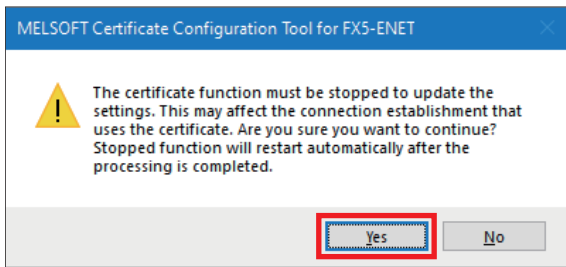 MELSOFT Certificate Configuration Tool for FX5-ENET
The certificate function must be stopped to update the
settings. This may affect the connection establishment that
uses the certificate. Are you sure you want to continue?
Stopped function will restart automatically after the
processing is completed.
Yes No